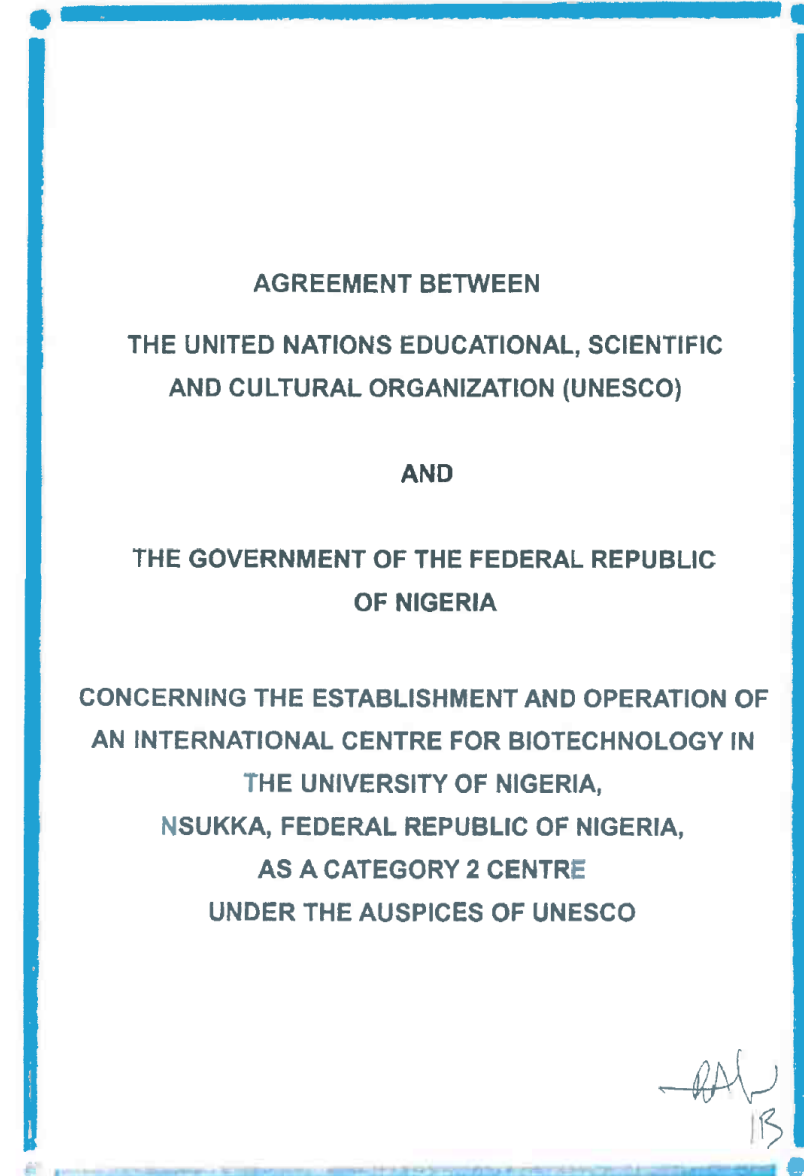 AGREEMENT BETWEEN
THE UNITED NATIONS EDUCATIONAL, SCIENTIFIC
AND CULTURAL ORGANIZATION (UNESCO)
AND
THE GOVERNMENT OF THE FEDERAL REPUBLIC
OF NIGERIA
CONCERNING THE ESTABLISHMENT AND OPERATION OF
AN INTERNATIONAL CENTRE FOR BIOTECHNOLOGY IN
THE UNIVERSITY OF NIGERIA,
NSUKKA, FEDERAL REPUBLIC OF NIGERIA,
AS A CATEGORY 2 CENTRE
UNDER THE AUSPICES OF UNESCO
IB